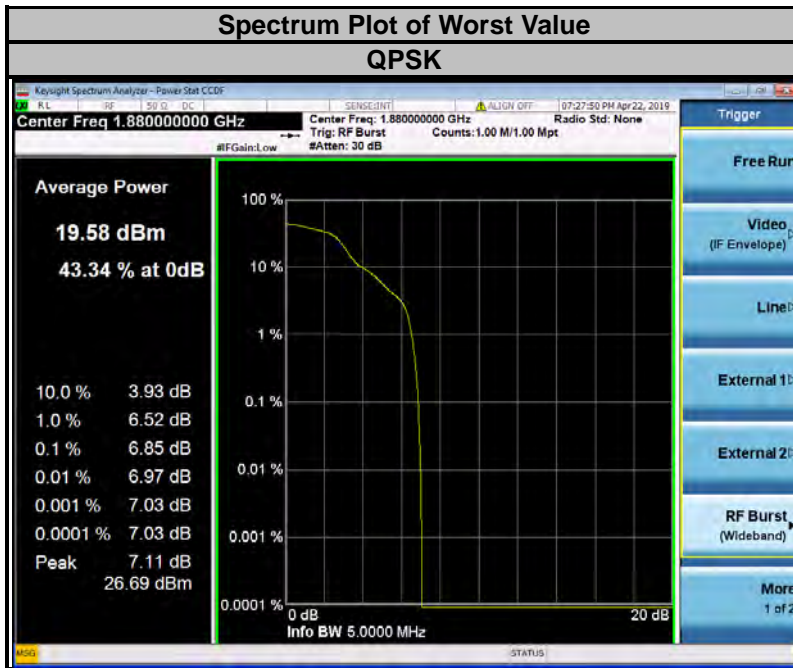 Spectrum Plot of Worst Value
QPSK
Keysight Spectrum Analyzer - Power Stat CCDF
RL RF 50 Ω DC SENSE:INT ALIGN OFF 07:27:50 PM Apr 22, 2019
Center Freq 1.880000000 GHz
Center Freq: 1.880000000 GHz Radio Std: None
Trig: RF Burst Counts:1.00 M/1.00 Mpt
#IFGain:Low #Atten: 30 dB
Trigger
Free Run
Video
(IF Envelope)
Line
External 1
External 2
RF Burst
(Wideband)
More
1 of 2
Average Power
19.58 dBm
43.34 % at 0dB
10.0 % 3.93 dB
1.0 % 6.52 dB
0.1 % 6.85 dB
0.01 % 6.97 dB
0.001 % 7.03 dB
0.0001 % 7.03 dB
Peak 7.11 dB
26.69 dBm
100 %
10 %
1 %
0.1 %
0.01 %
0.001 %
0.0001 %
0 dB 20 dB
Info BW 5.0000 MHz
MSG STATUS